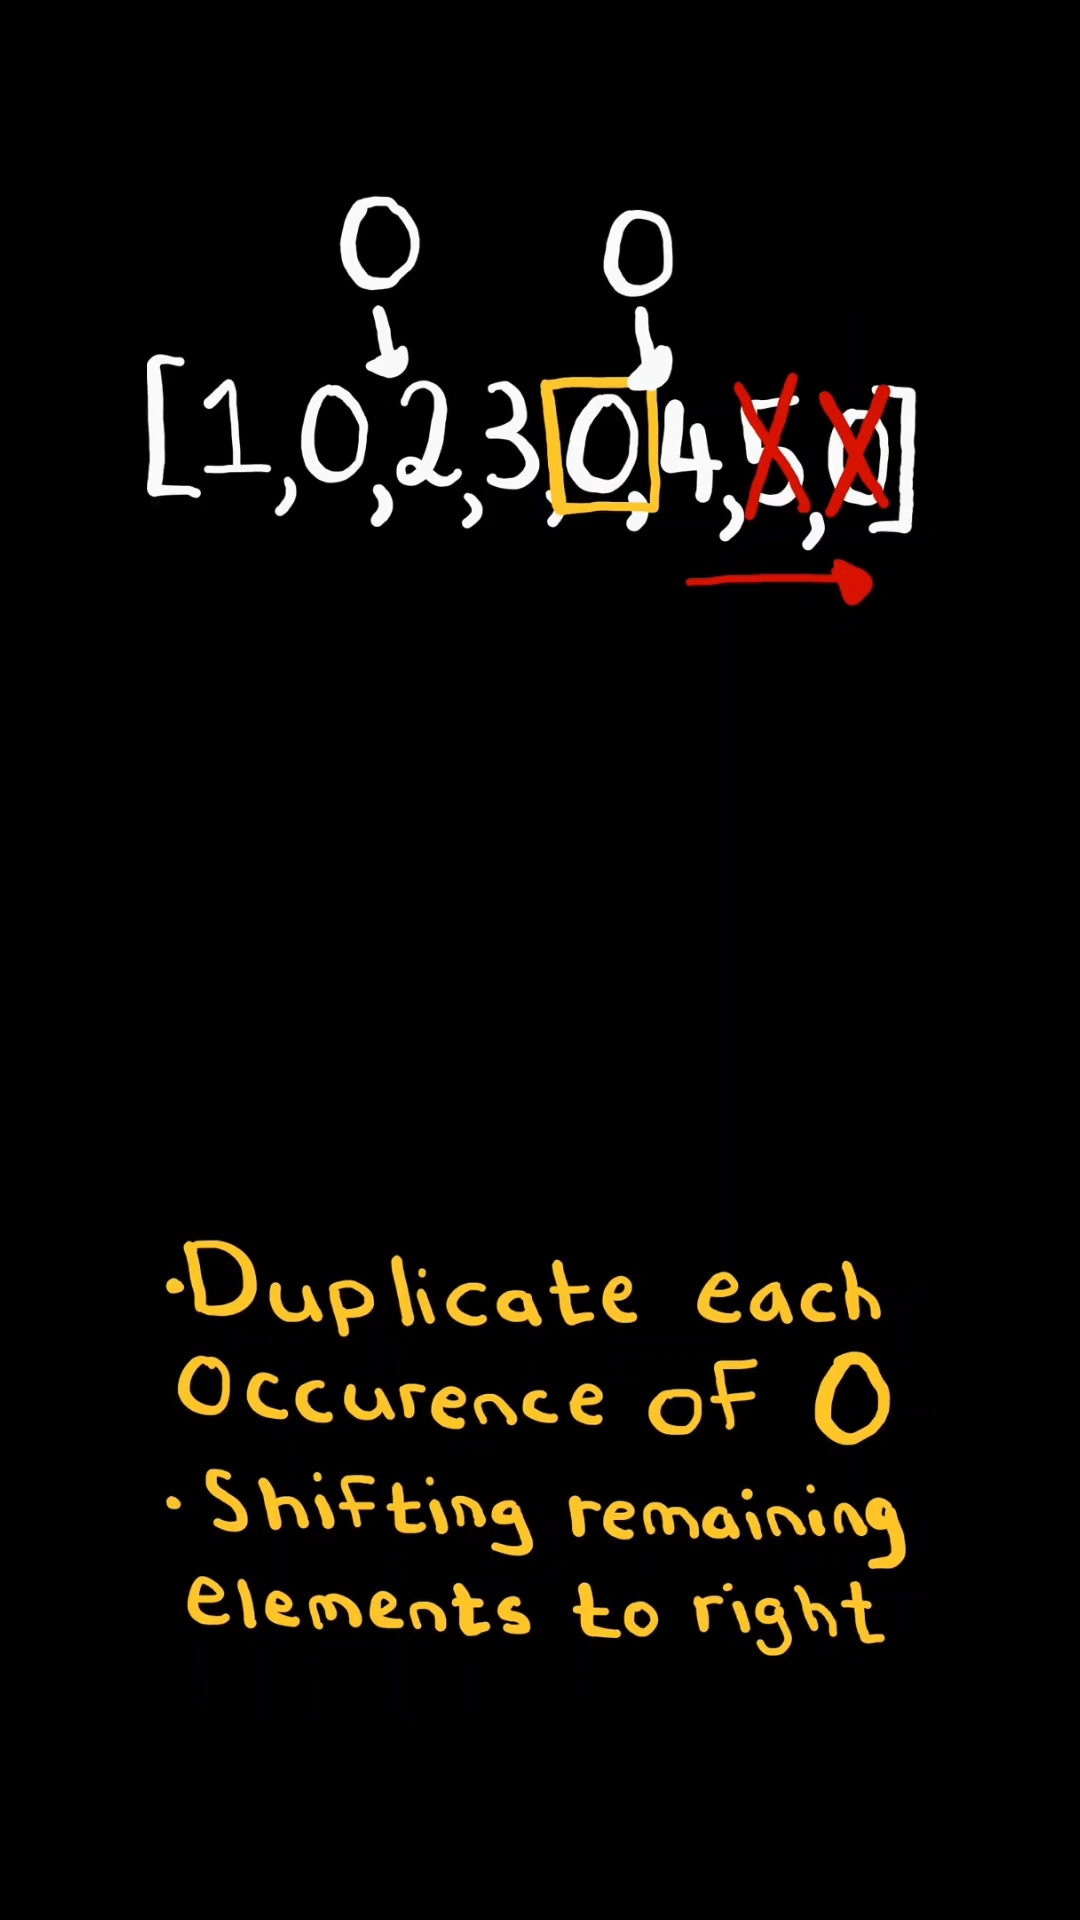 0 0
[1,0,2,3,0,4,5,0]
·Duplicate each
Occurence of 0
·Shifting remaining
elements to right